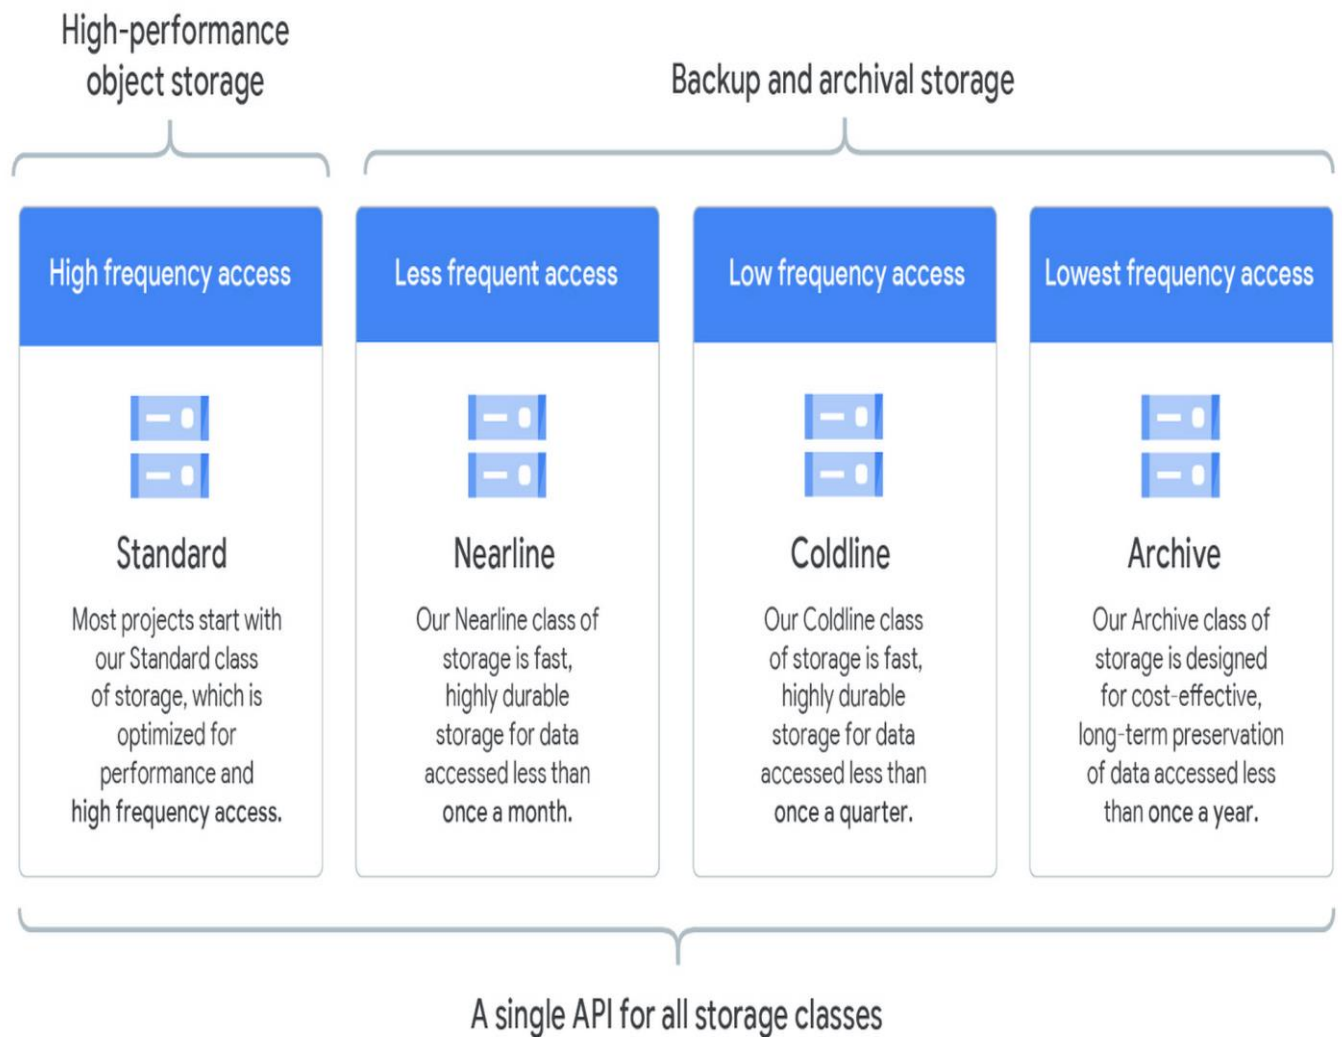 High-performance
object storage
Backup and archival storage
High frequency access
Less frequent access
Low frequency access
Lowest frequency access
Standard
Most projects start with
our Standard class
of storage, which is
optimized for
performance and
high frequency access.
Nearline
Our Nearline class of
storage is fast,
highly durable
storage for data
accessed less than
once a month.
Coldline
Our Coldline class
of storage is fast,
highly durable
storage for data
accessed less than
once a quarter.
Archive
Our Archive class of
storage is designed
for cost-effective,
long-term preservation
of data accessed less
than once a year.
A single API for all storage classes